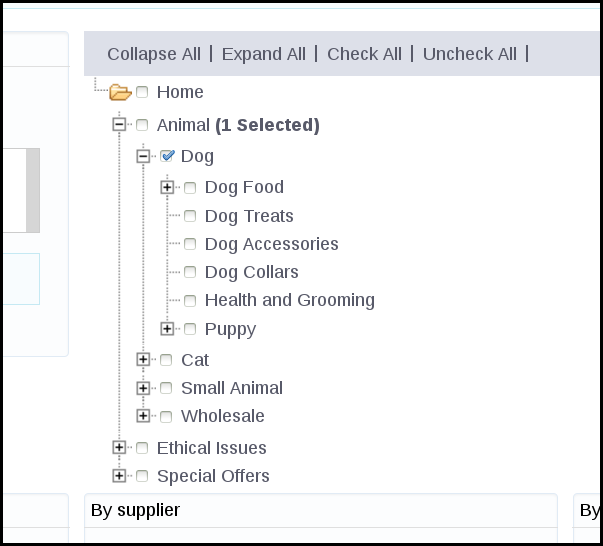 Collapse All | Expand All | Check All | Uncheck All |
Home
Animal (1 Selected)
Dog
Dog Food
Dog Treats
Dog Accessories
Dog Collars
Health and Grooming
Puppy
Cat
Small Animal
Wholesale
Ethical Issues
Special Offers
By supplier
By